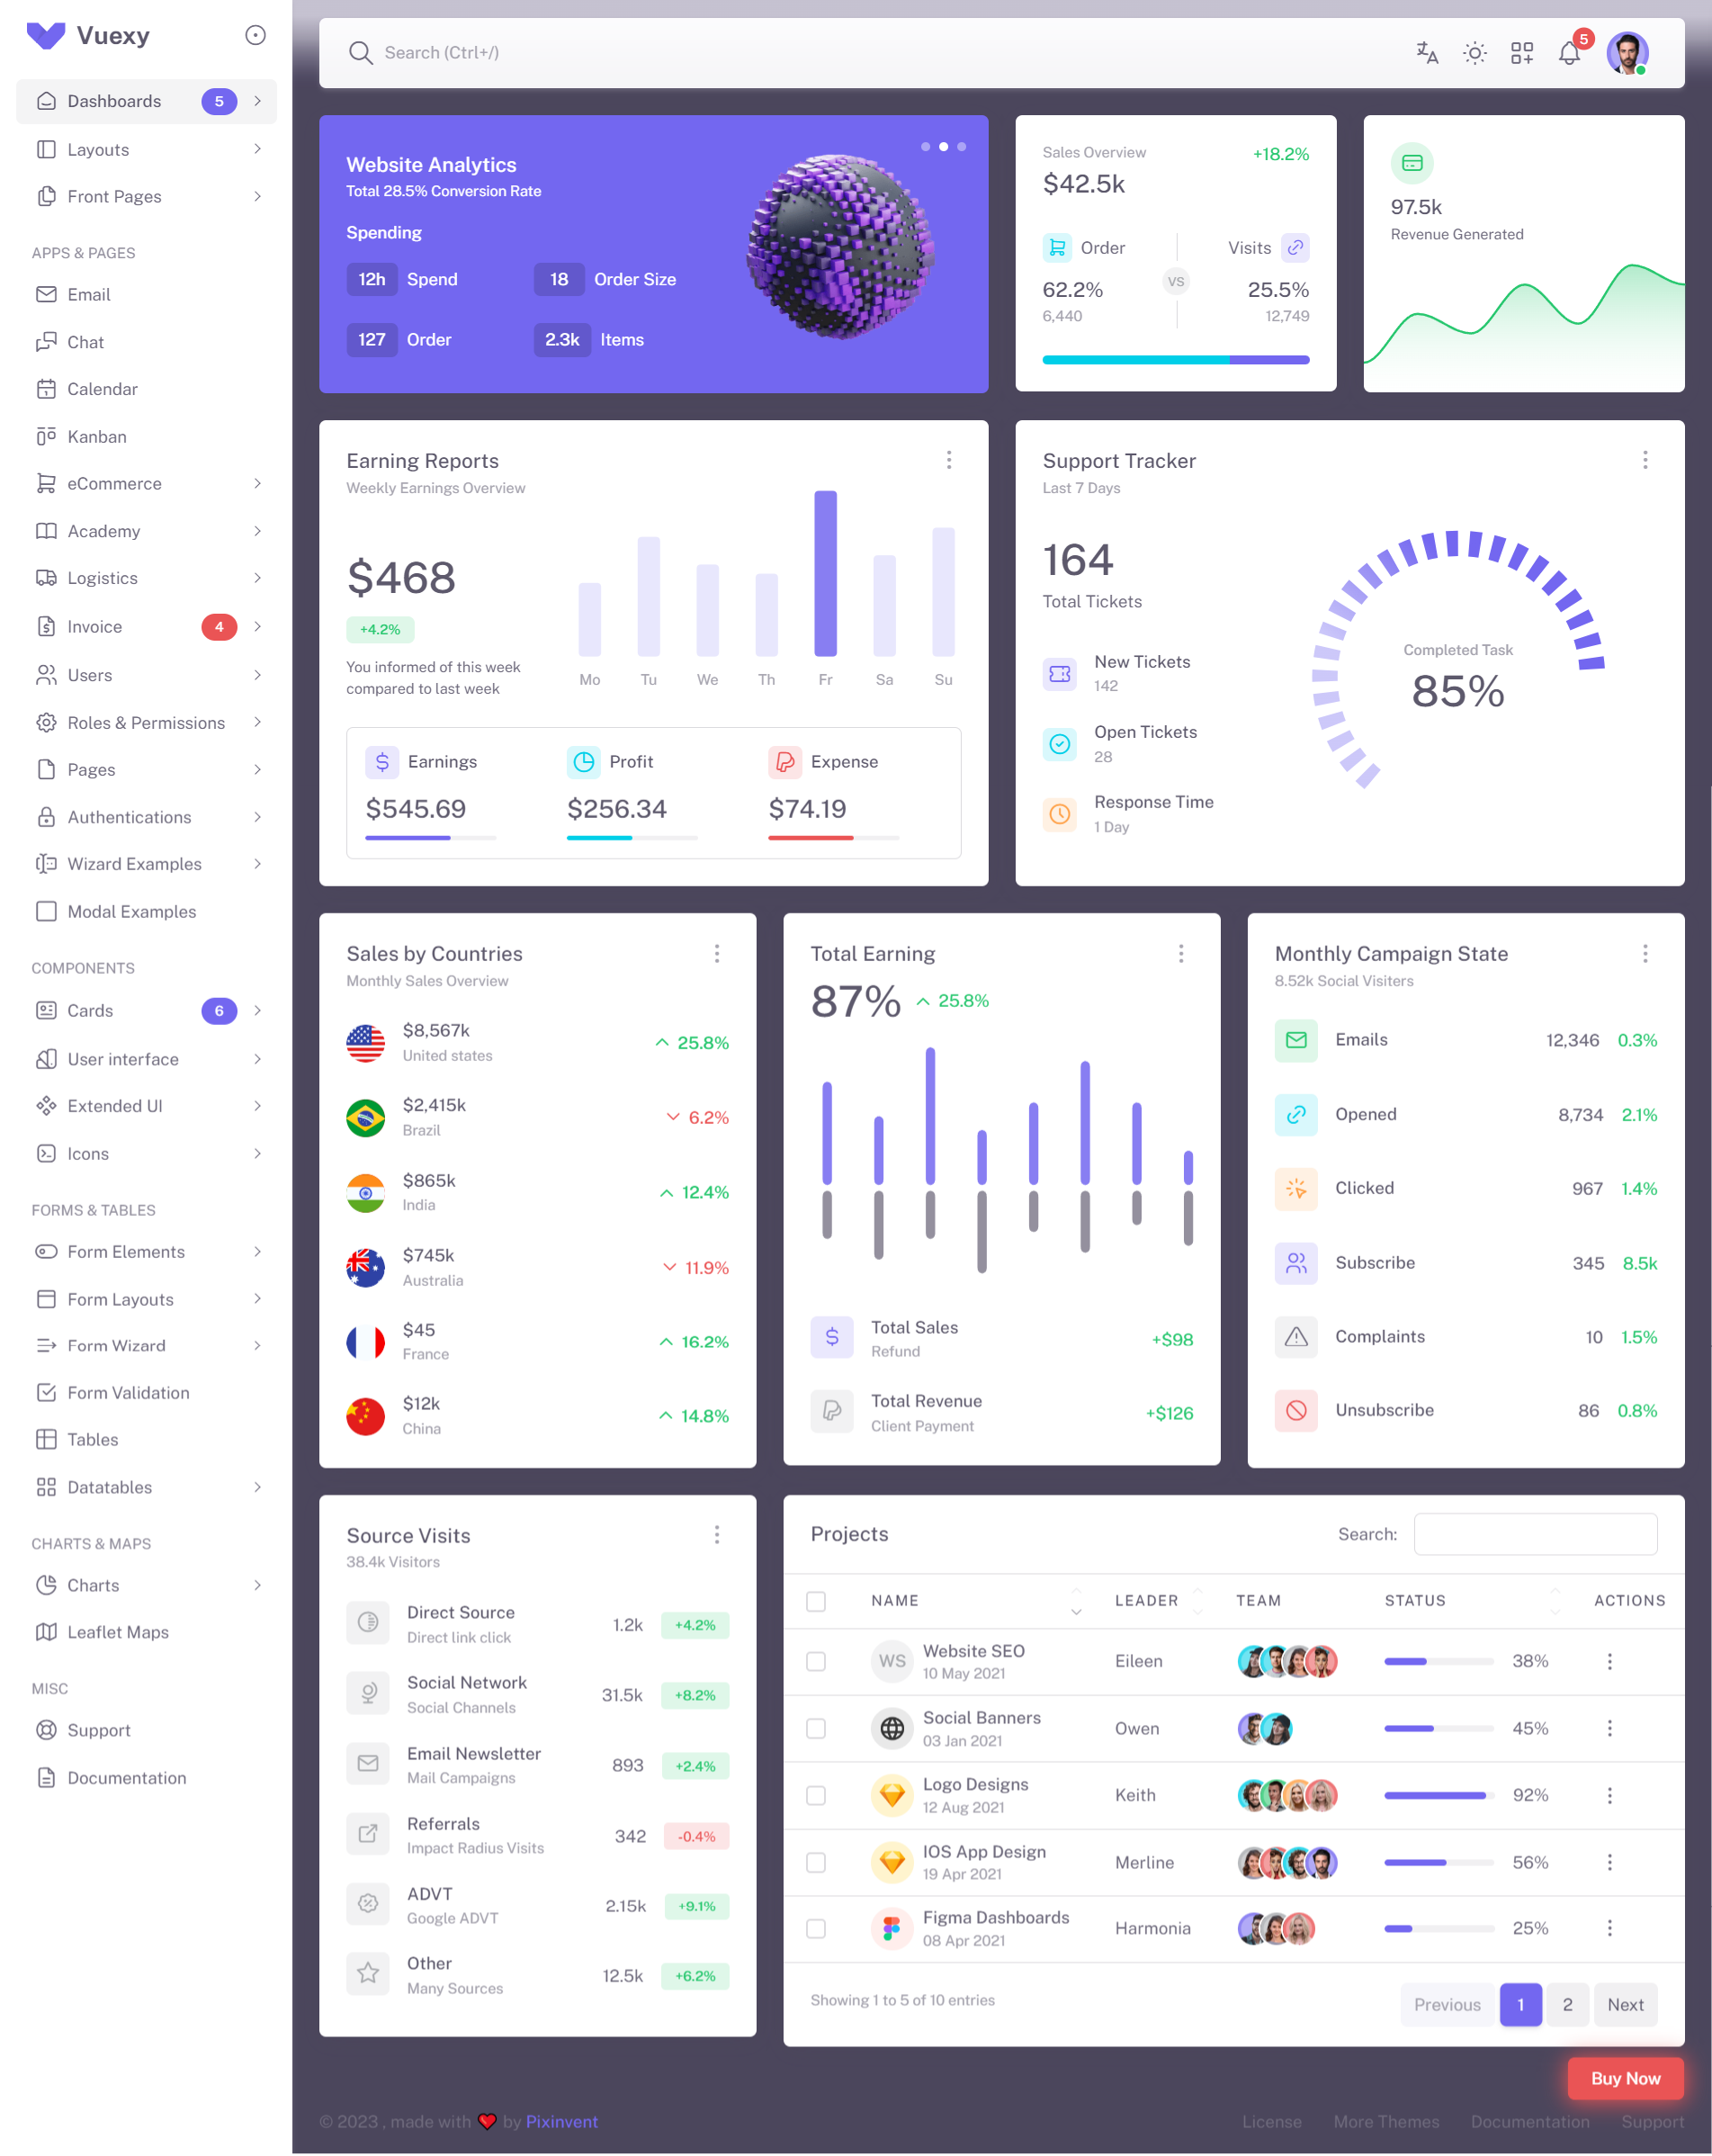 Vuexy
Dashboards 5
Layouts
Front Pages
APPS & PAGES
Email
Chat
Calendar
Kanban
eCommerce
Academy
Logistics
Invoice 4
Users
Roles & Permissions
Pages
Authentications
Wizard Examples
Modal Examples
COMPONENTS
Cards 6
User interface
Extended UI
Icons
FORMS & TABLES
Form Elements
Form Layouts
Form Wizard
Form Validation
Tables
Datatables
CHARTS & MAPS
Charts
Leaflet Maps
MISC
Support
Documentation
Search (Ctrl+/)
5
Website Analytics
Total 28.5% Conversion Rate
Spending
12h Spend 18 Order Size
127 Order 2.3k Items
Sales Overview +18.2%
$42.5k
Order Visits
VS
62.2% 25.5%
6,440 12,749
97.5k
Revenue Generated
Earning Reports
Weekly Earnings Overview
$468
+4.2%
You informed of this week
compared to last week
Mo Tu We Th Fr Sa Su
Earnings Profit Expense
$545.69 $256.34 $74.19
Support Tracker
Last 7 Days
164
Total Tickets
New Tickets
142
Open Tickets
28
Response Time
1 Day
Completed Task
85%
Sales by Countries
Monthly Sales Overview
$8,567k
United states
25.8%
$2,415k
Brazil
6.2%
$865k
India
12.4%
$745k
Australia
11.9%
$45
France
16.2%
$12k
China
14.8%
Total Earning
87% 25.8%
Total Sales
Refund
+$98
Total Revenue
Client Payment
+$126
Monthly Campaign State
8.52k Social Visiters
Emails 12,346 0.3%
Opened 8,734 2.1%
Clicked 967 1.4%
Subscribe 345 8.5k
Complaints 10 1.5%
Unsubscribe 86 0.8%
Source Visits
38.4k Visitors
Direct Source
Direct link click
1.2k +4.2%
Social Network
Social Channels
31.5k +8.2%
Email Newsletter
Mail Campaigns
893 +2.4%
Referrals
Impact Radius Visits
342 -0.4%
ADVT
Google ADVT
2.15k +9.1%
Other
Many Sources
12.5k +6.2%
Projects Search:
NAME LEADER TEAM STATUS ACTIONS
WS Website SEO
10 May 2021
Eileen 38%
Social Banners
03 Jan 2021
Owen 45%
Logo Designs
12 Aug 2021
Keith 92%
IOS App Design
19 Apr 2021
Merline 56%
Figma Dashboards
08 Apr 2021
Harmonia 25%
Showing 1 to 5 of 10 entries
Previous 1 2 Next
Buy Now
© 2023 , made with ❤️ by Pixinvent
License More Themes Documentation Support